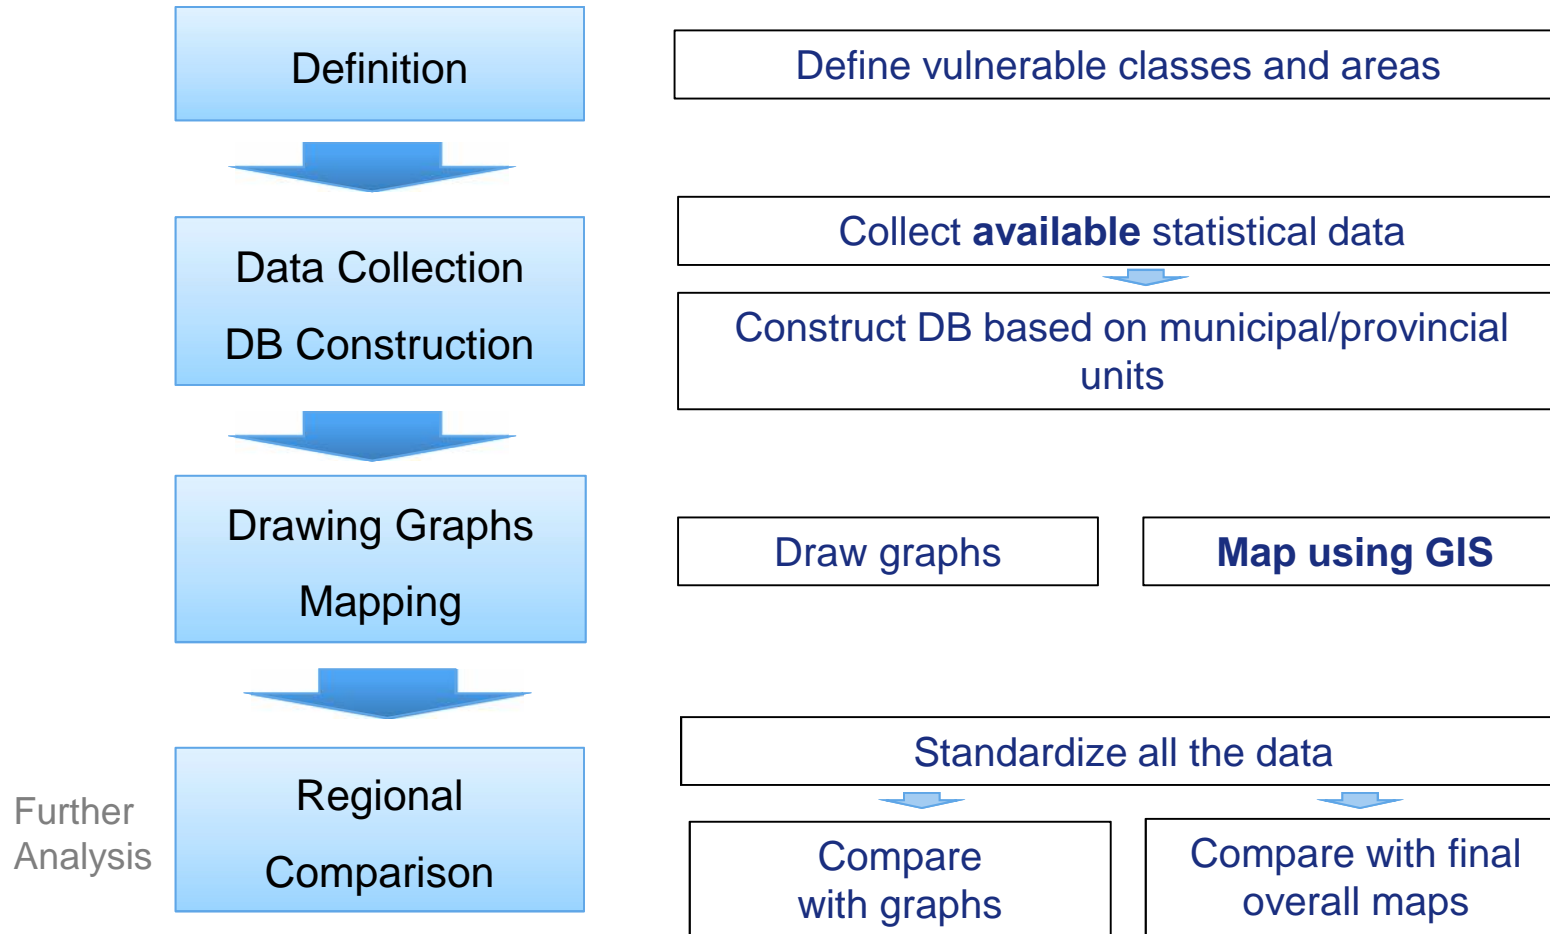 Definition
Define vulnerable classes and areas
Data Collection
DB Construction
Collect available statistical data
Construct DB based on municipal/provincial
units
Drawing Graphs
Mapping
Draw graphs
Map using GIS
Further
Analysis
Regional
Comparison
Standardize all the data
Compare
with graphs
Compare with final
overall maps